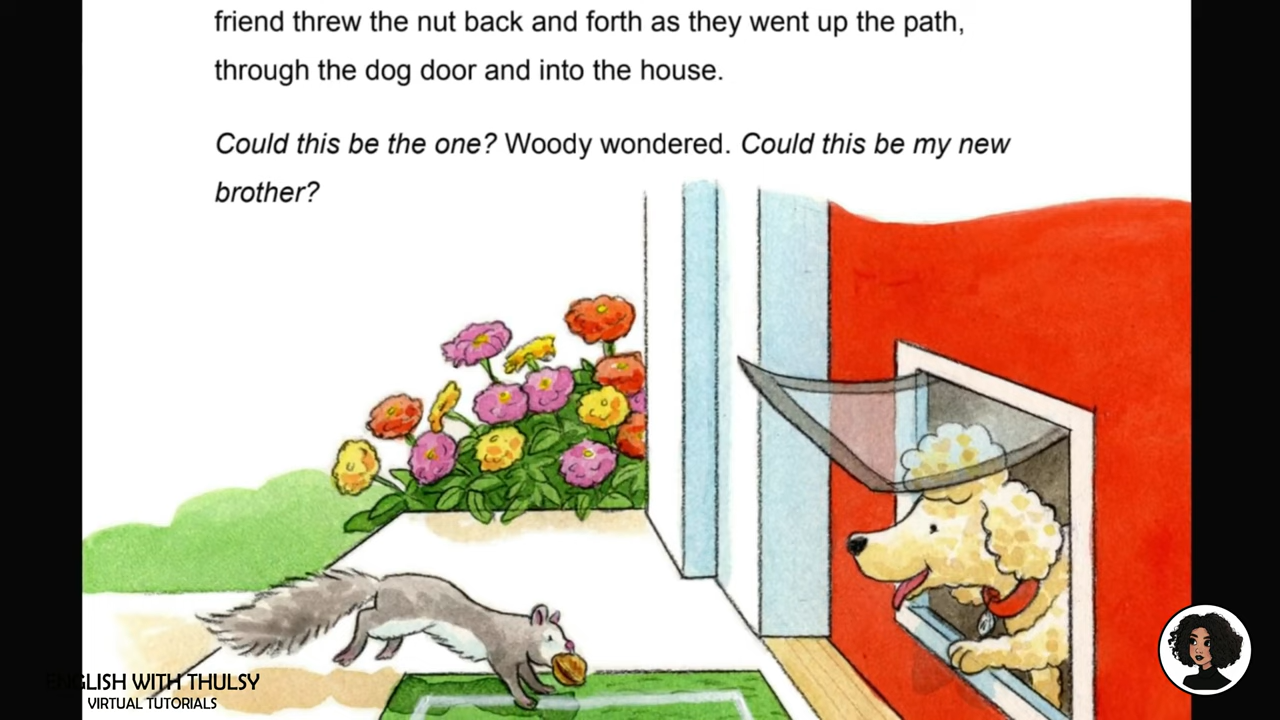 friend threw the nut back and forth as they went up the path,
through the dog door and into the house.
Could this be the one? Woody wondered. Could this be my new
brother?
ENGLISH WITH THULSY
VIRTUAL TUTORIALS